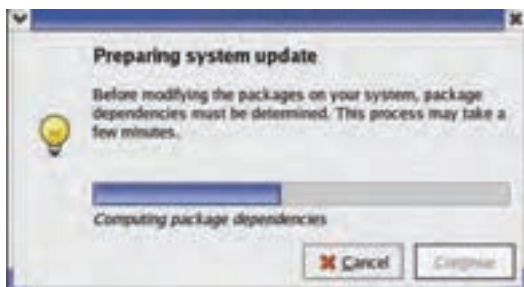 Preparing system update
Before modifying the packages on your system, package
dependencies must be determined. This process may take a
few minutes.
Computing package dependencies
Cancel
Continue